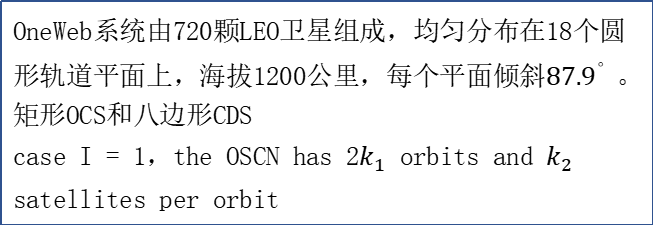 OneWeb系统由720颗LEO卫星组成，均匀分布在18个圆
形轨道平面上，海拔1200公里，每个平面倾斜87.9°。
矩形OCS和八边形CDS
case I = 1，the OSCN has 2k₁ orbits and k₂
satellites per orbit